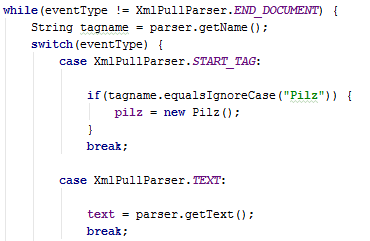 while(eventType != XmlPullParser.END_DOCUMENT) {
    String tagname = parser.getName();
    switch(eventType) {
        case XmlPullParser.START_TAG:
            if(tagname.equalsIgnoreCase("Pilz")) {
                pilz = new Pilz();
            }
            break;
        case XmlPullParser.TEXT:
            text = parser.getText();
            break;